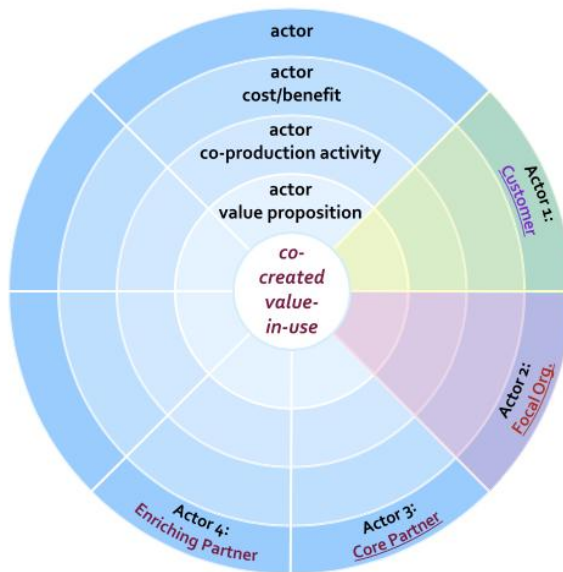 actor
actor
cost/benefit
actor
co-production activity
actor
value proposition
co-
created
value-
in-use
Actor 1:
Customer
Actor 2:
Focal Org.
Actor 3:
Core Partner
Actor 4:
Enriching Partner